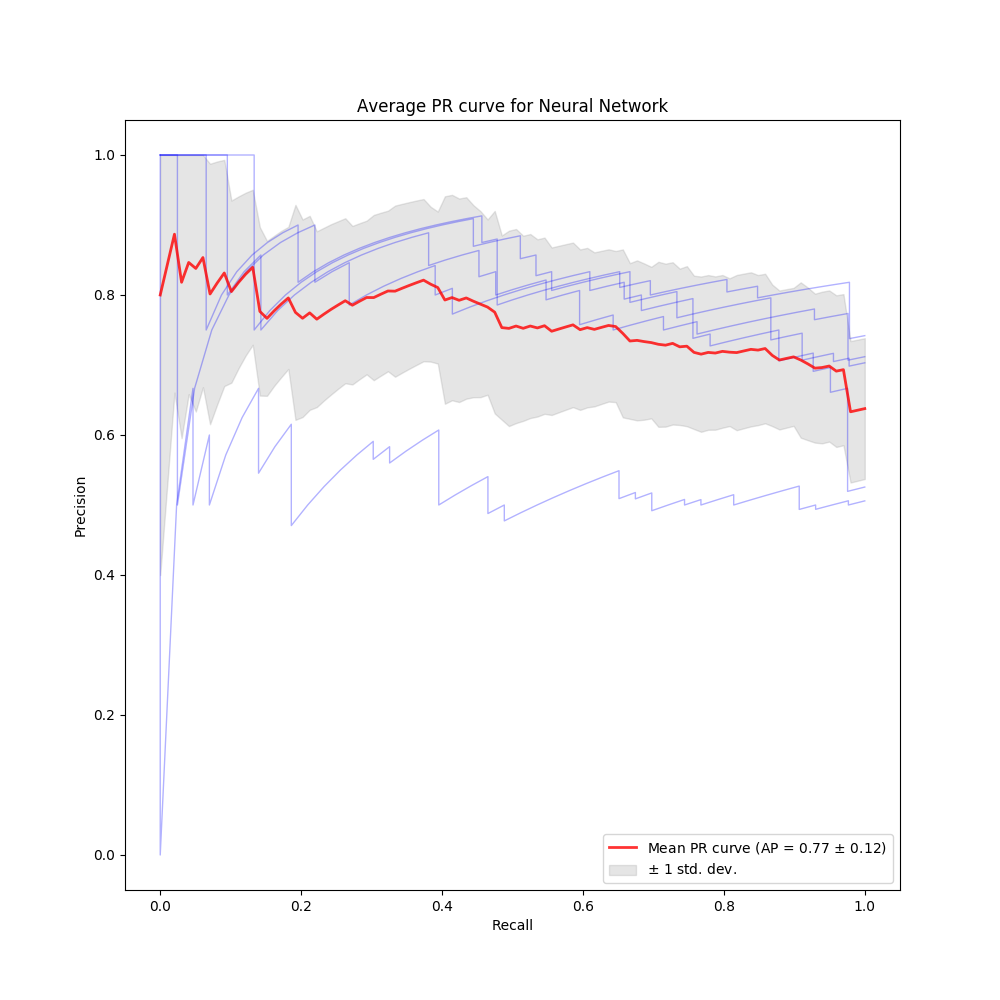 Average PR curve for Neural Network
1.0
0.8
0.6
0.4
0.2
0.0
Precision
0.0 0.2 0.4 0.6 0.8 1.0
Recall
Mean PR curve (AP = 0.77 ± 0.12)
± 1 std. dev.